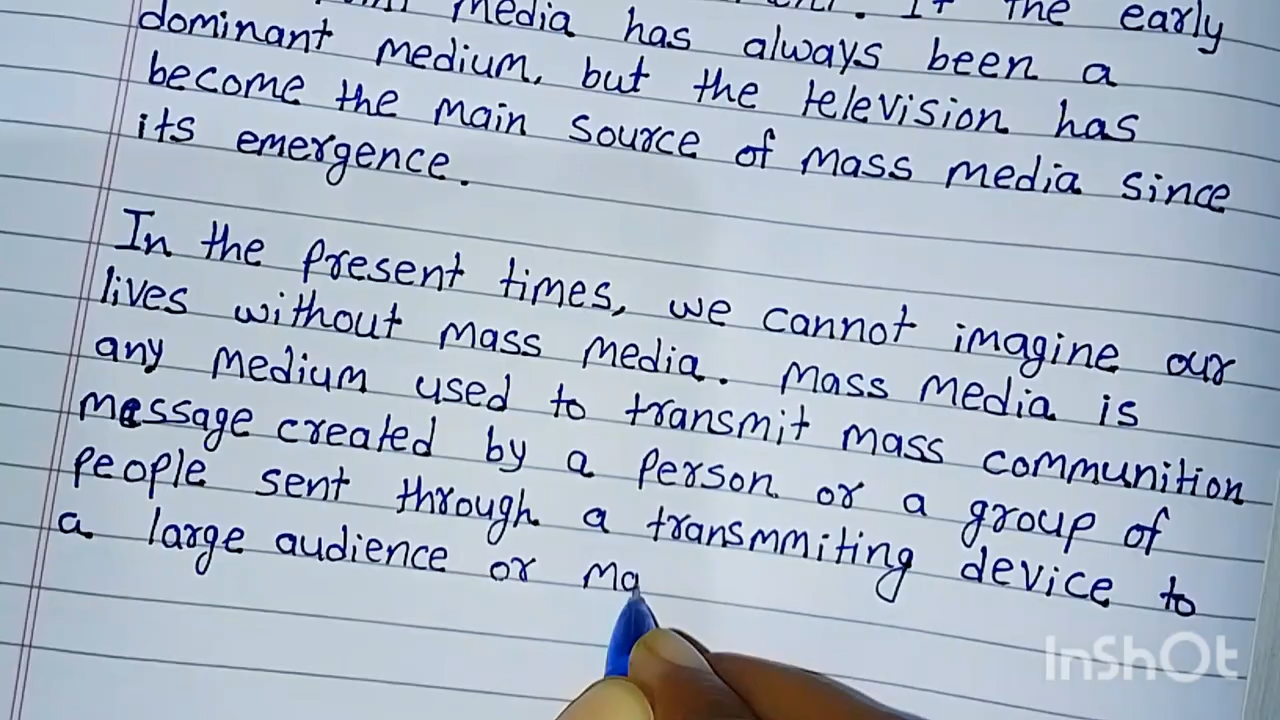 media has always been a
dominant medium, but the television has
become the main source of mass media since
its emergence.
In the present times, we cannot imagine our
lives without mass media. Mass media is
any medium used to transmit mass communition
message created by a person or a group of
people sent through a transmmiting device to
a large audience or ma
InShOt